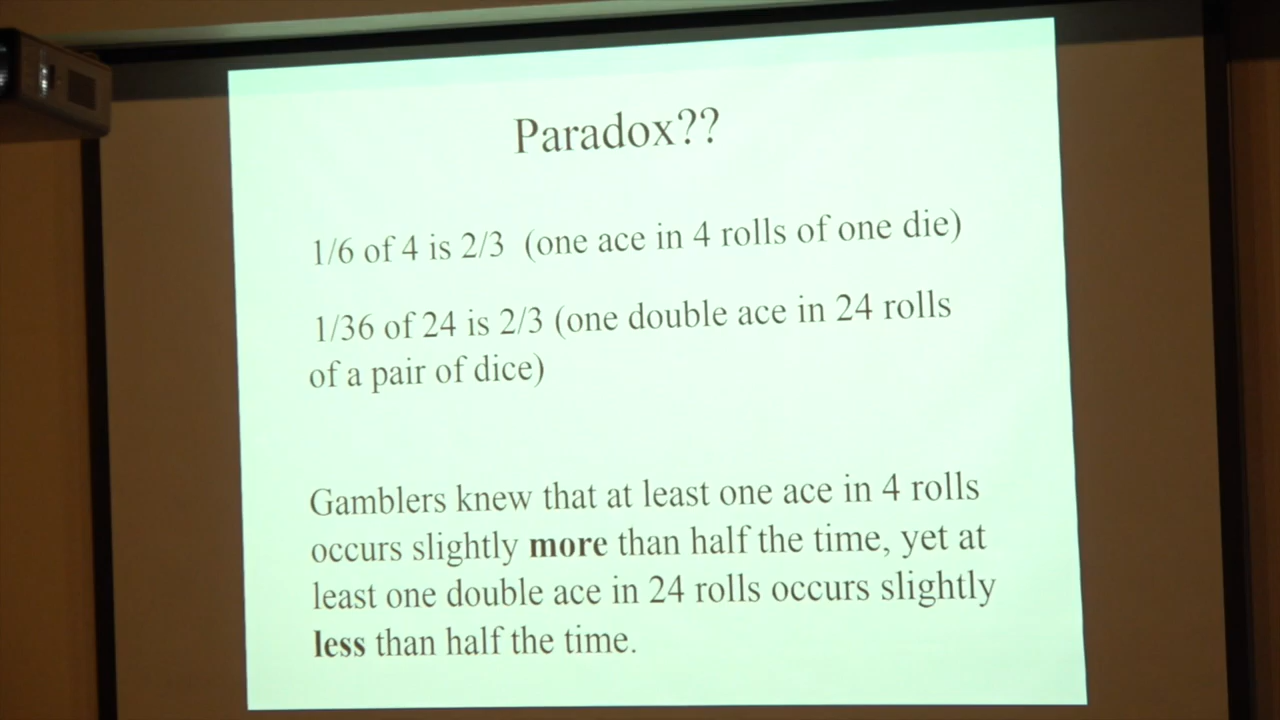 Paradox??
1/6 of 4 is 2/3 (one ace in 4 rolls of one die)
1/36 of 24 is 2/3 (one double ace in 24 rolls
of a pair of dice)
Gamblers knew that at least one ace in 4 rolls
occurs slightly more than half the time, yet at
least one double ace in 24 rolls occurs slightly
less than half the time.